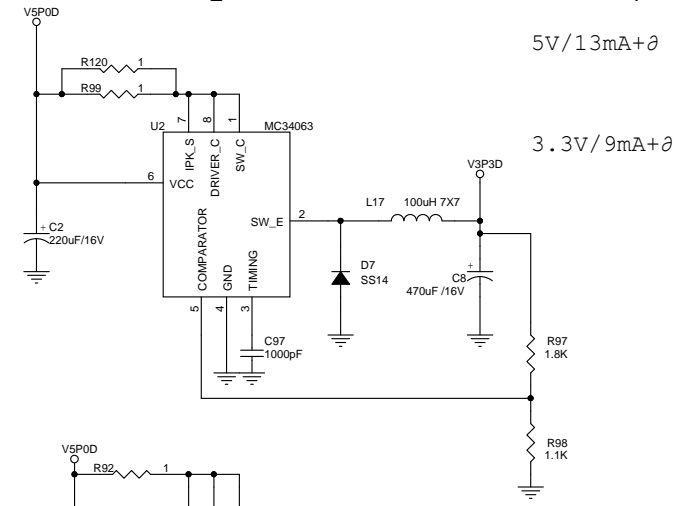 V5P0D
5V/13mA+∂
R120 1
R99 1
7 8 1
U2 MC34063
IPK_S
DRIVER_C
SW_C
3.3V/9mA+∂
V3P3D
6 VCC
L17 100uH 7X7
SW_E 2
+ C2
220uF/16V
COMPARATOR
GND
TIMING
D7
SS14
+
C8
470uF /16V
5 4 3
C97
1000pF
R97
1.8K
R98
1.1K
V5P0D
R92 1